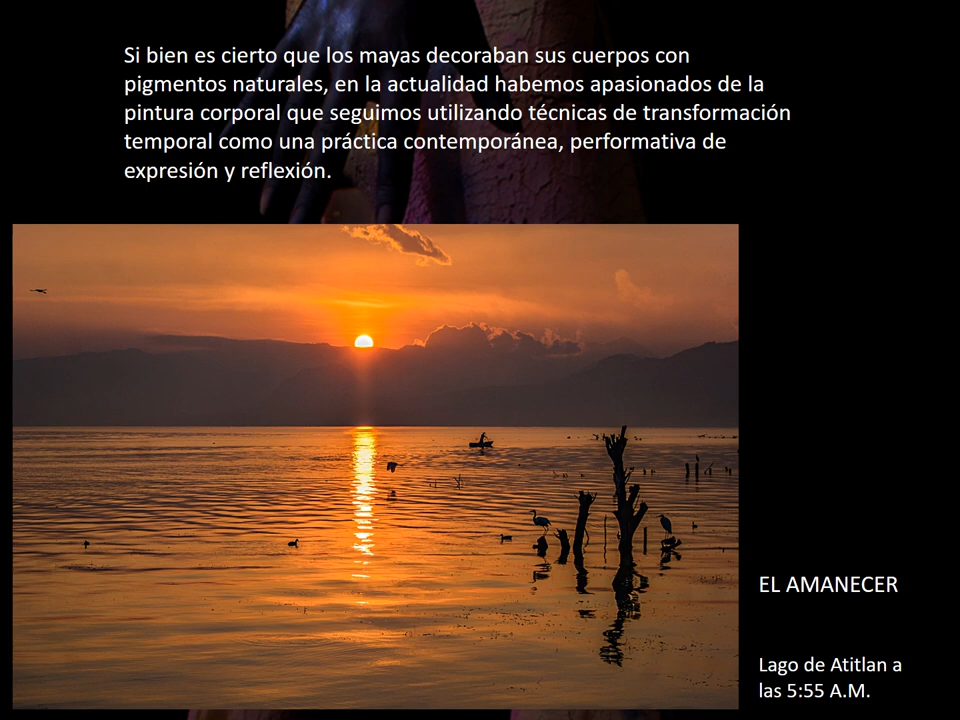 Si bien es cierto que los mayas decoraban sus cuerpos con
pigmentos naturales, en la actualidad habemos apasionados de la
pintura corporal que seguimos utilizando técnicas de transformación
temporal como una práctica contemporánea, performativa de
expresión y reflexión.
EL AMANECER
Lago de Atitlan a
las 5:55 A.M.